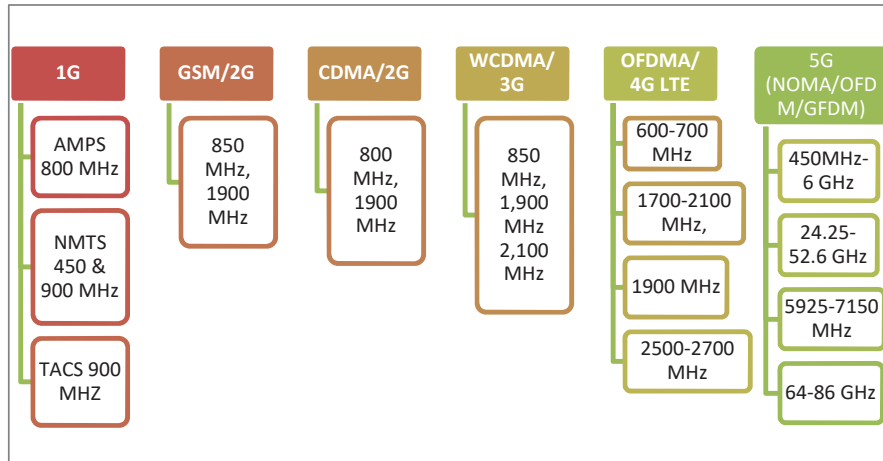 1G
AMPS
800 MHz
NMTS
450 &
900 MHz
TACS 900
MHZ
GSM/2G
850
MHz,
1900
MHz
CDMA/2G
800
MHz,
1900
MHz
WCDMA/
3G
850
MHz,
1,900
MHz
2,100
MHz
OFDMA/
4G LTE
600-700
MHz
1700-2100
MHz,
1900 MHz
2500-2700
MHz
5G
(NOMA/OFD
M/GFDM)
450MHz-
6 GHz
24.25-
52.6 GHz
5925-7150
MHz
64-86 GHz